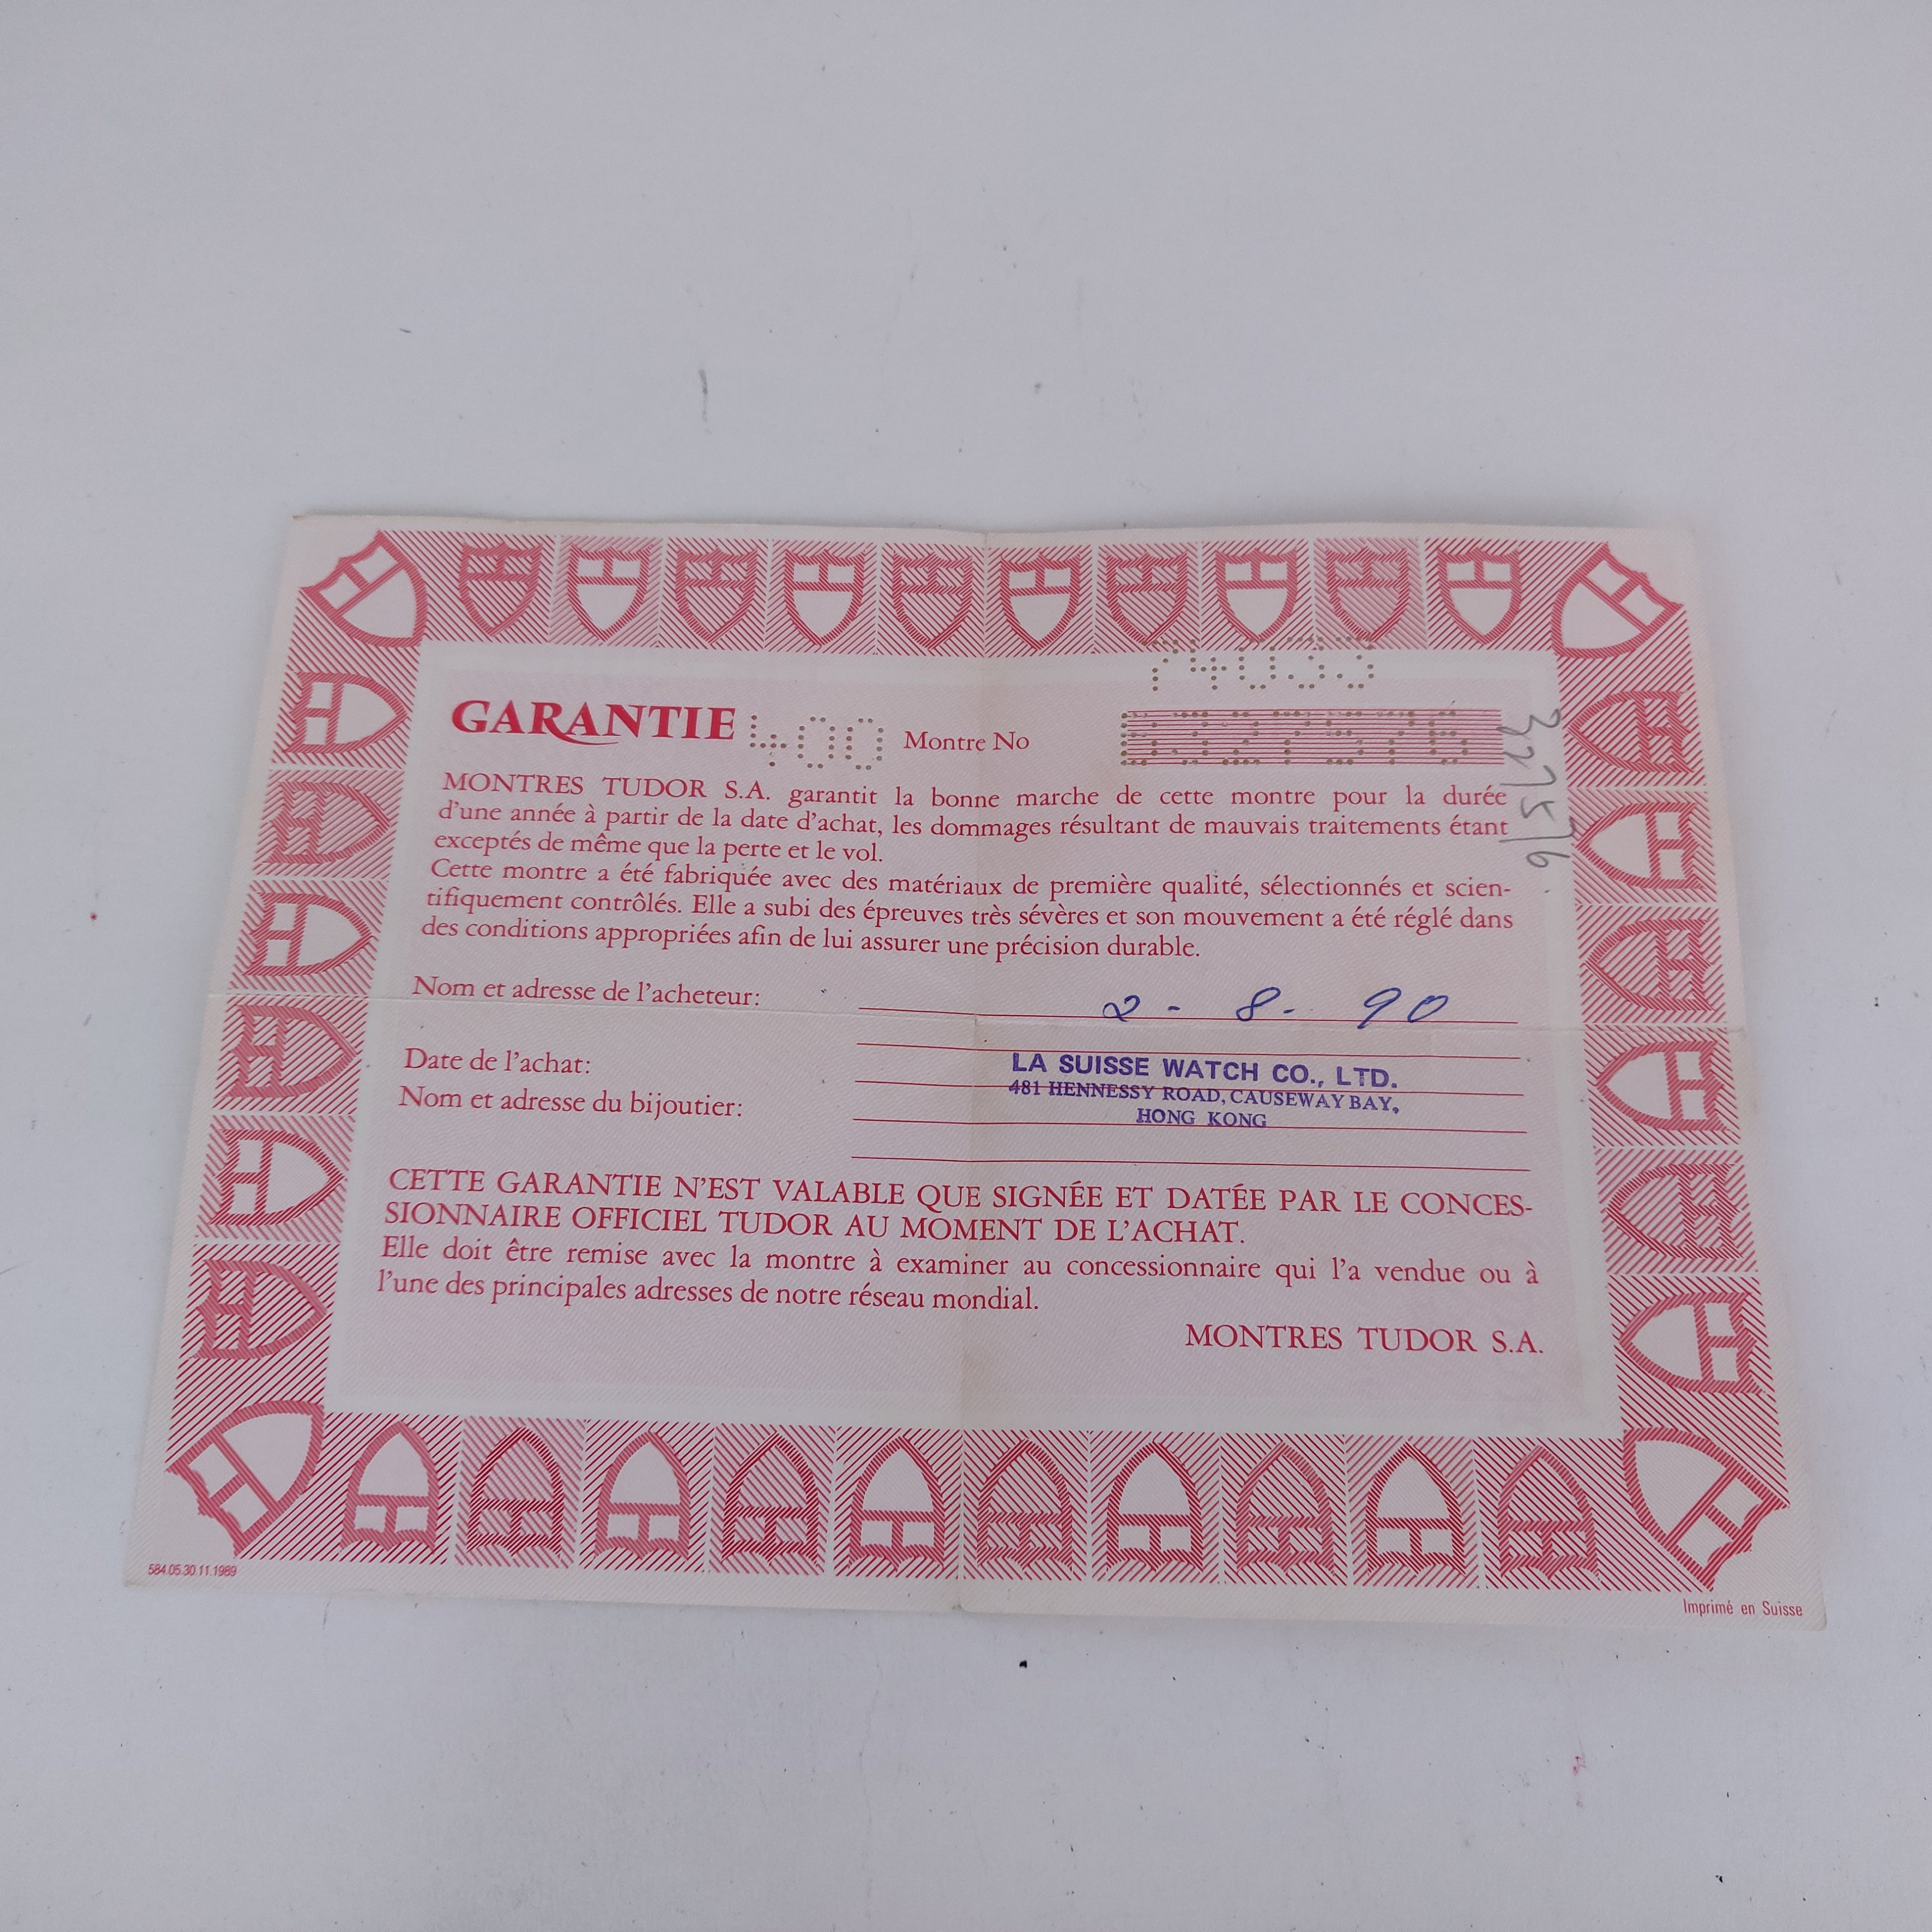 74033
GARANTIE 400 Montre No B327576
327576
MONTRES TUDOR S.A. garantit la bonne marche de cette montre pour la durée
d'une année à partir de la date d'achat, les dommages résultant de mauvais traitements étant
exceptés de même que la perte et le vol.
Cette montre a été fabriquée avec des matériaux de première qualité, sélectionnés et scien-
tifiquement contrôlés. Elle a subi des épreuves très sévères et son mouvement a été réglé dans
des conditions appropriées afin de lui assurer une précision durable.
Nom et adresse de l'acheteur: 2 - 8 - 90
Date de l'achat: LA SUISSE WATCH CO., LTD.
Nom et adresse du bijoutier: 481 HENNESSY ROAD, CAUSEWAY BAY,
HONG KONG
CETTE GARANTIE N'EST VALABLE QUE SIGNÉE ET DATÉE PAR LE CONCES-
SIONNAIRE OFFICIEL TUDOR AU MOMENT DE L'ACHAT.
Elle doit être remise avec la montre à examiner au concessionnaire qui l'a vendue ou à
l'une des principales adresses de notre réseau mondial.
MONTRES TUDOR S.A.
584.05.30.11.1989
Imprimé en Suisse